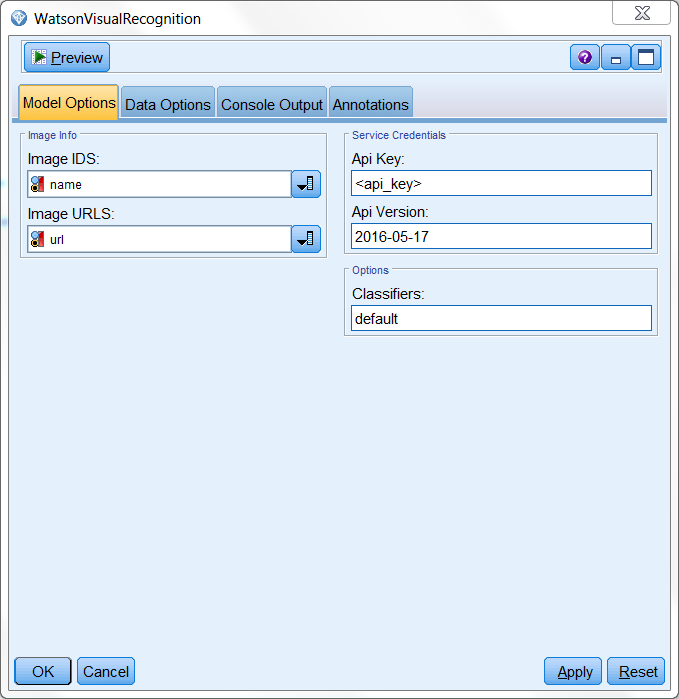 WatsonVisualRecognition
Preview
?
Model Options
Data Options
Console Output
Annotations
Image Info
Image IDS:
name
Image URLS:
url
Service Credentials
Api Key:
<api_key>
Api Version:
2016-05-17
Options
Classifiers:
default
OK
Cancel
Apply
Reset